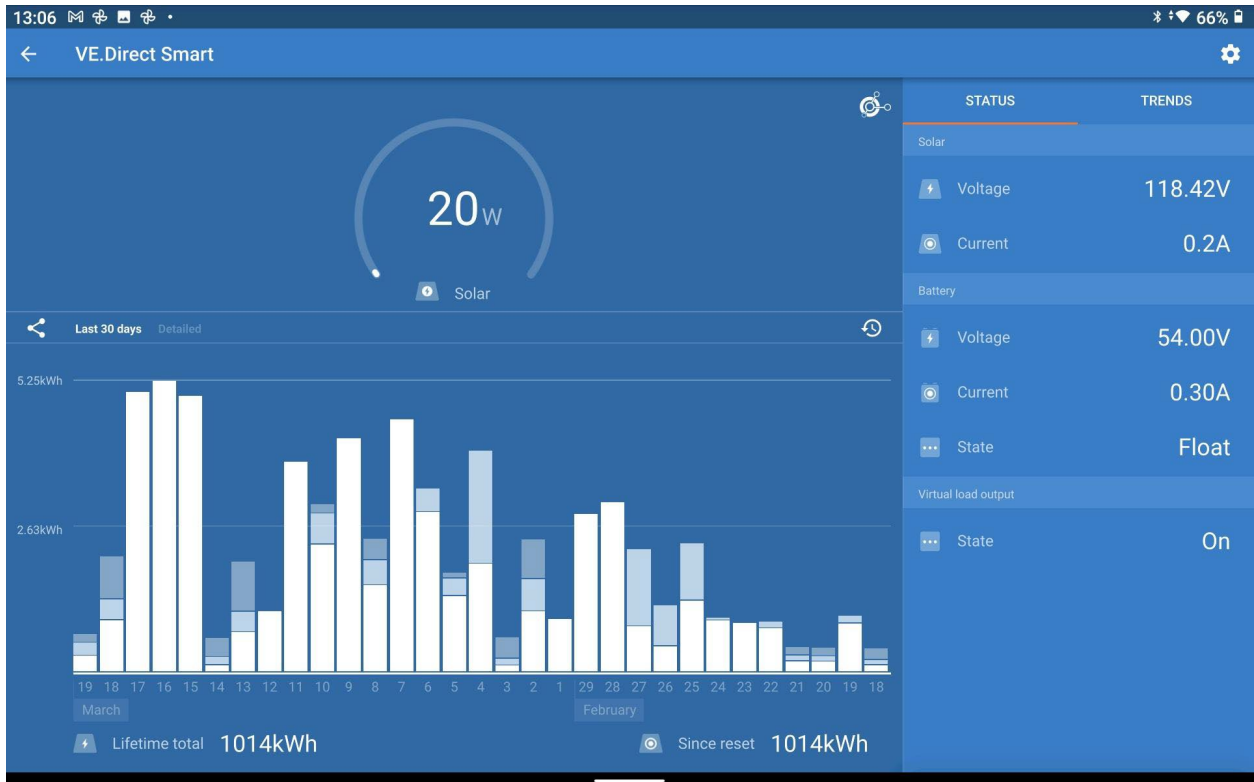 13:06 66%
VE.Direct Smart
20W
Solar
Last 30 days Detailed
5.25kWh
2.63kWh
19 18 17 16 15 14 13 12 11 10 9 8 7 6 5 4 3 2 1 29 28 27 26 25 24 23 22 21 20 19 18
March February
Lifetime total 1014kWh Since reset 1014kWh
STATUS TRENDS
Solar
Voltage 118.42V
Current 0.2A
Battery
Voltage 54.00V
Current 0.30A
State Float
Virtual load output
State On